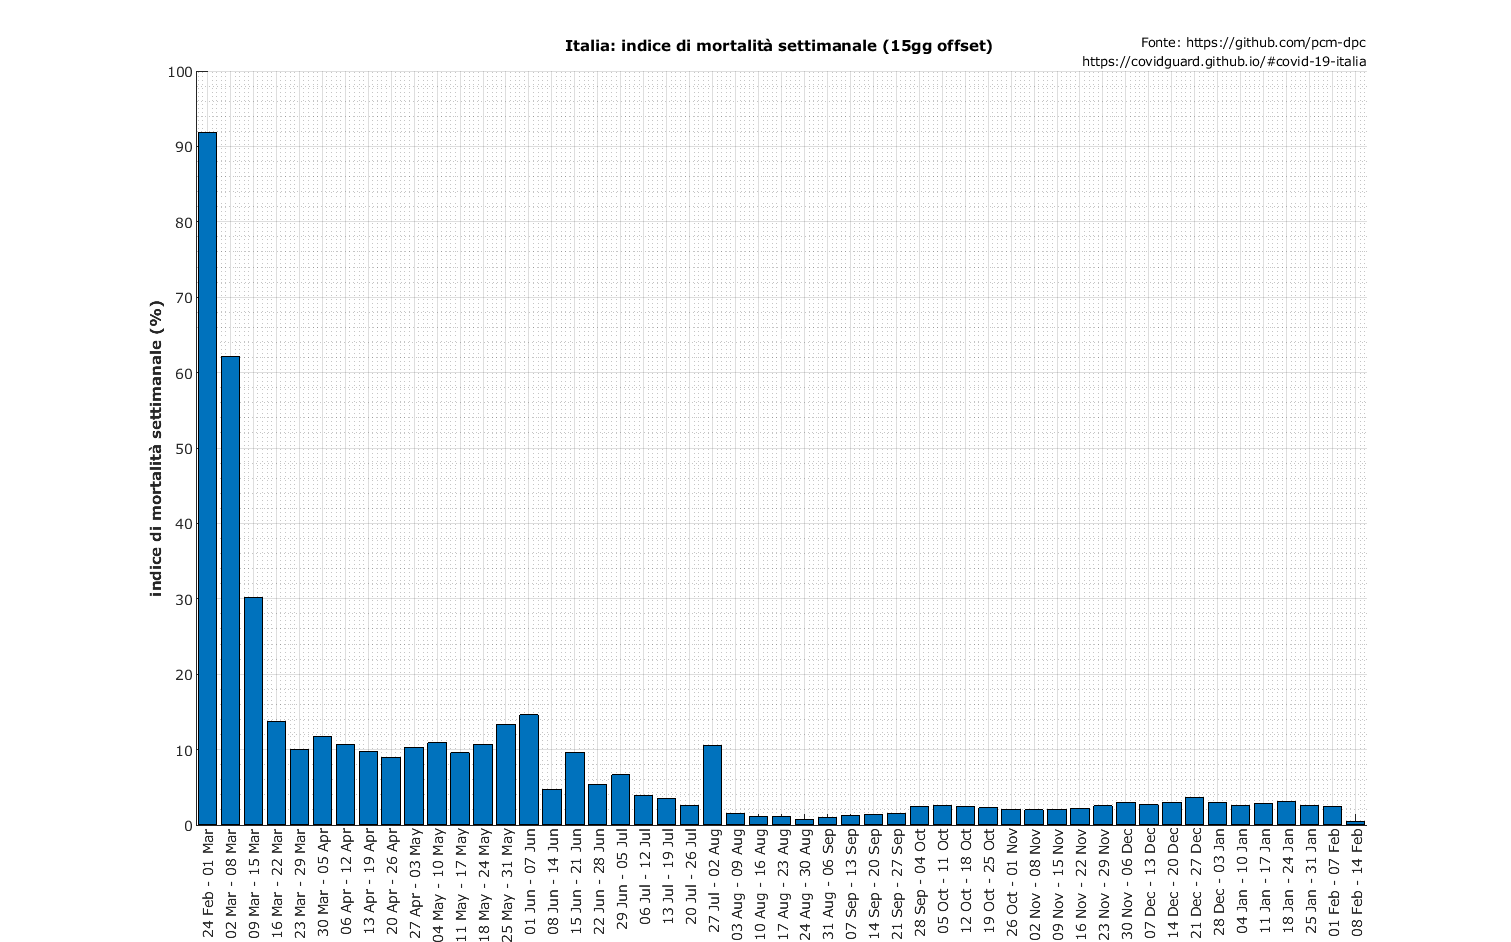 Italia: indice di mortalità settimanale (15gg offset)
Fonte: https://github.com/pcm-dpc
https://covidguard.github.io/#covid-19-italia
indice di mortalità settimanale (%)
100
90
80
70
60
50
40
30
20
10
0
24 Feb - 01 Mar
02 Mar - 08 Mar
09 Mar - 15 Mar
16 Mar - 22 Mar
23 Mar - 29 Mar
30 Mar - 05 Apr
06 Apr - 12 Apr
13 Apr - 19 Apr
20 Apr - 26 Apr
27 Apr - 03 May
04 May - 10 May
11 May - 17 May
18 May - 24 May
25 May - 31 May
01 Jun - 07 Jun
08 Jun - 14 Jun
15 Jun - 21 Jun
22 Jun - 28 Jun
29 Jun - 05 Jul
06 Jul - 12 Jul
13 Jul - 19 Jul
20 Jul - 26 Jul
27 Jul - 02 Aug
03 Aug - 09 Aug
10 Aug - 16 Aug
17 Aug - 23 Aug
24 Aug - 30 Aug
31 Aug - 06 Sep
07 Sep - 13 Sep
14 Sep - 20 Sep
21 Sep - 27 Sep
28 Sep - 04 Oct
05 Oct - 11 Oct
12 Oct - 18 Oct
19 Oct - 25 Oct
26 Oct - 01 Nov
02 Nov - 08 Nov
09 Nov - 15 Nov
16 Nov - 22 Nov
23 Nov - 29 Nov
30 Nov - 06 Dec
07 Dec - 13 Dec
14 Dec - 20 Dec
21 Dec - 27 Dec
28 Dec - 03 Jan
04 Jan - 10 Jan
11 Jan - 17 Jan
18 Jan - 24 Jan
25 Jan - 31 Jan
01 Feb - 07 Feb
08 Feb - 14 Feb